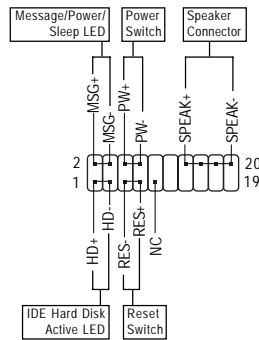 Message/Power/
Sleep LED
Power
Switch
Speaker
Connector
MSG+
MSG-
PW+
PW-
SPEAK+
SPEAK-
2
20
1
19
HD+
HD-
RES-
RES+
NC
IDE Hard Disk
Active LED
Reset
Switch